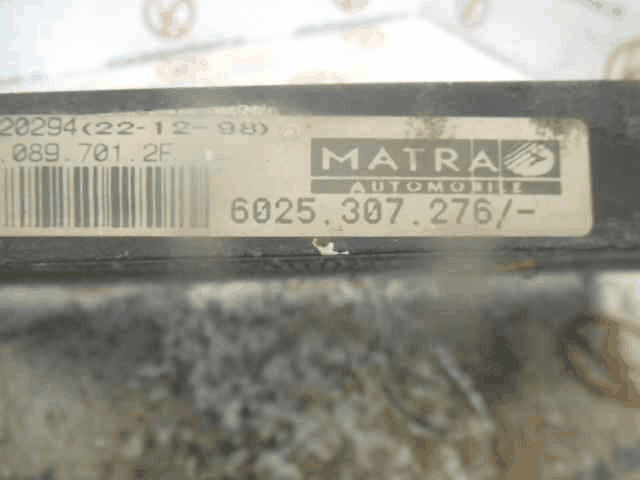 20294(22-12-98)
.089.701.2F
MATRA
AUTOMOBILE
6025.307.276/-